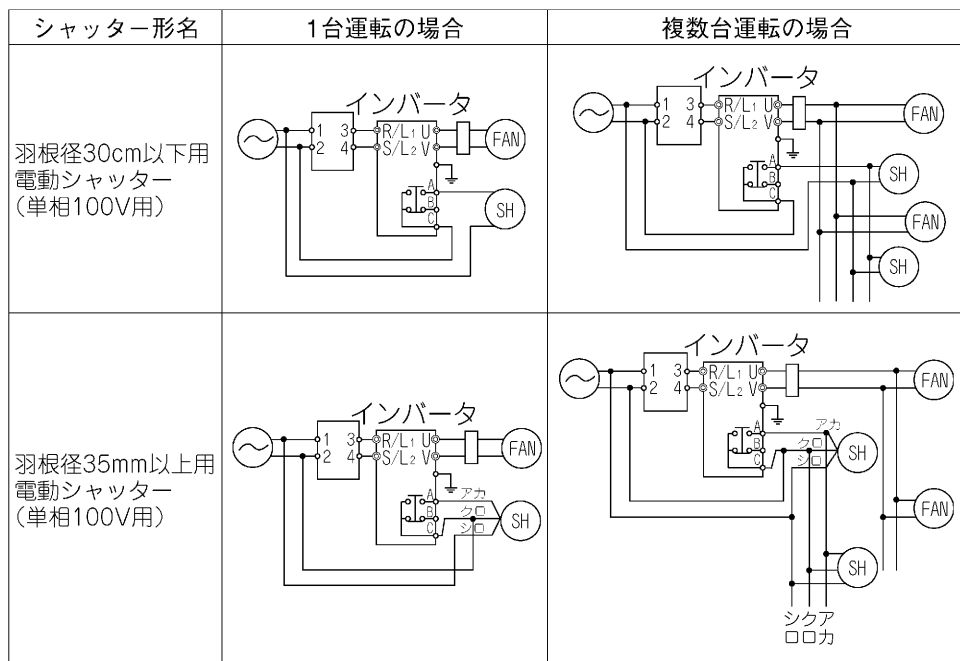 シャッター形名
1台運転の場合
複数台運転の場合
羽根径30cm以下用
電動シャッター
(単相100V用)
インバータ
1 3 R/L1 U FAN
2 4 S/L2 V
A
B
C
SH
インバータ
1 3 R/L1 U FAN
2 4 S/L2 V
A
B
C
SH
FAN
SH
羽根径35mm以上用
電動シャッター
(単相100V用)
インバータ
1 3 R/L1 U FAN
2 4 S/L2 V
A アカ
B クロ
C シロ
SH
インバータ
1 3 R/L1 U FAN
2 4 S/L2 V
A アカ
B クロ
C シロ
SH
FAN
SH
シロ
クロ
アカ